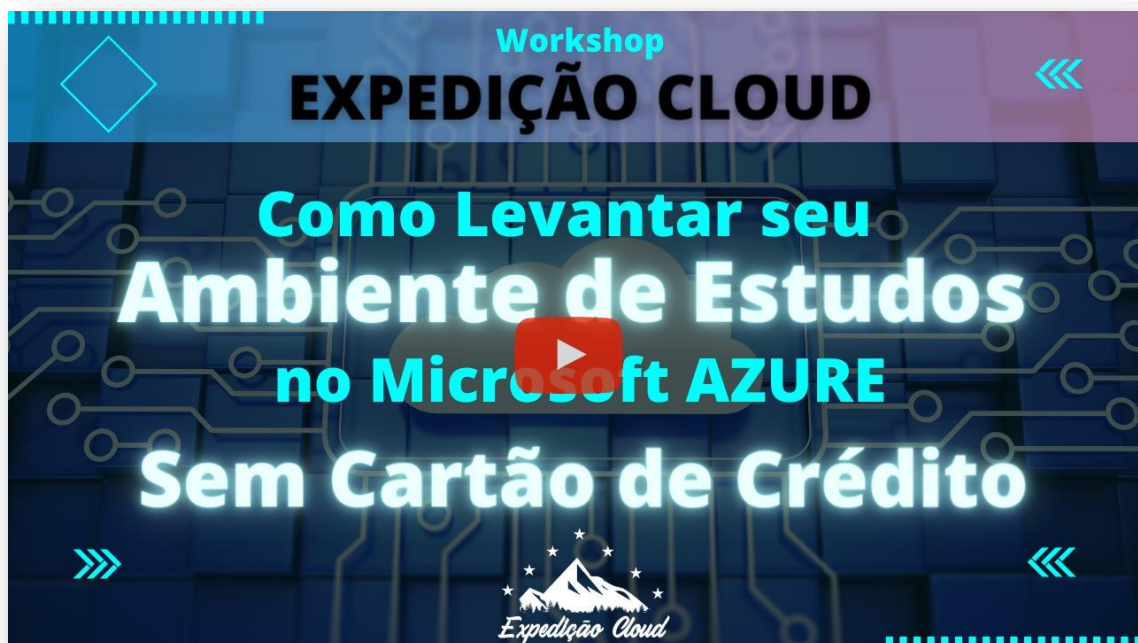 Workshop
EXPEDIÇÃO CLOUD
Como Levantar seu
Ambiente de Estudos
no Microsoft AZURE
Sem Cartão de Crédito
Expedição Cloud